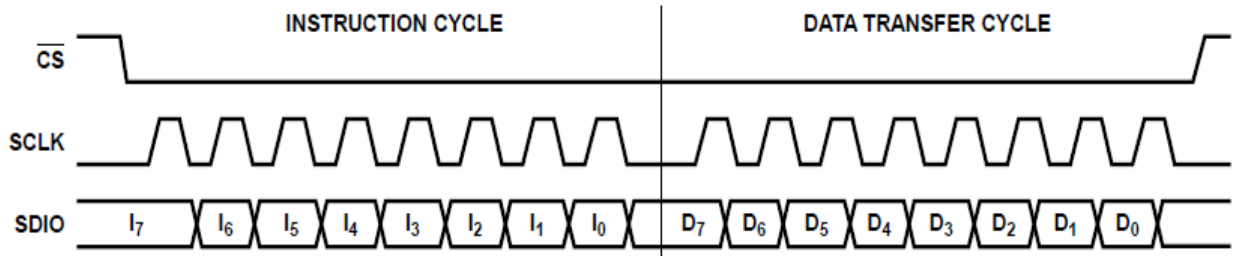 INSTRUCTION CYCLE DATA TRANSFER CYCLE
CS
SCLK
SDIO I7 I6 I5 I4 I3 I2 I1 I0 D7 D6 D5 D4 D3 D2 D1 D0